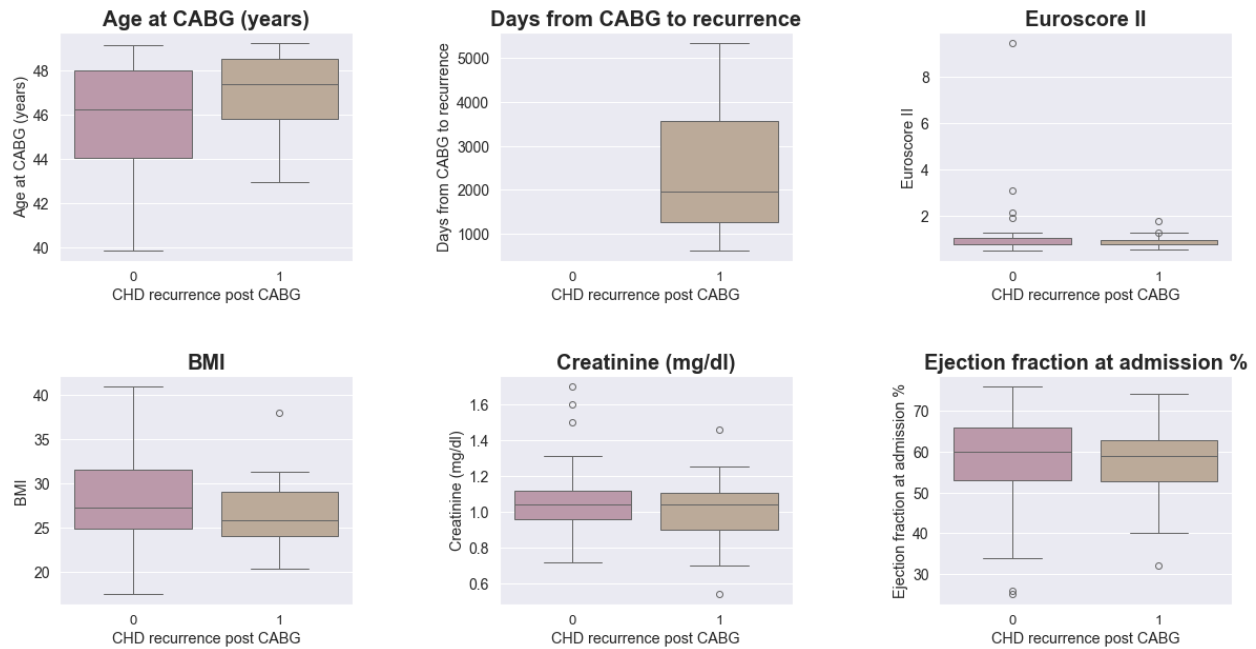 Age at CABG (years)
Age at CABG (years)
48
46
44
42
40
0 1
CHD recurrence post CABG
Days from CABG to recurrence
Days from CABG to recurrence
5000
4000
3000
2000
1000
0 1
CHD recurrence post CABG
Euroscore II
Euroscore II
8
6
4
2
0 1
CHD recurrence post CABG
BMI
BMI
40
35
30
25
20
0 1
CHD recurrence post CABG
Creatinine (mg/dl)
Creatinine (mg/dl)
1.6
1.4
1.2
1.0
0.8
0.6
0 1
CHD recurrence post CABG
Ejection fraction at admission %
Ejection fraction at admission %
70
60
50
40
30
0 1
CHD recurrence post CABG